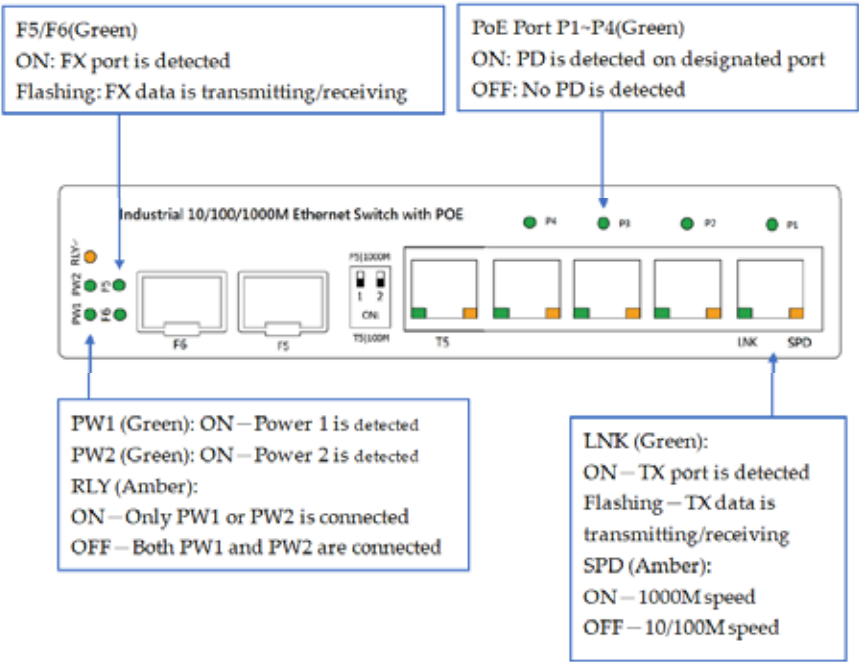 F5/F6(Green)
ON: FX port is detected
Flashing: FX data is transmitting/receiving
PoE Port P1~P4(Green)
ON: PD is detected on designated port
OFF: No PD is detected
Industrial 10/100/1000M Ethernet Switch with POE
P4
P3
P2
P1
RLY
PW2 F5
PW1 F6
F5|1000M
1 2
ON↓
T5|100M
F6
F5
T5
LNK
SPD
PW1 (Green): ON—Power 1 is detected
PW2 (Green): ON—Power 2 is detected
RLY (Amber):
ON—Only PW1 or PW2 is connected
OFF—Both PW1 and PW2 are connected
LNK (Green):
ON—TX port is detected
Flashing—TX data is
transmitting/receiving
SPD (Amber):
ON—1000M speed
OFF—10/100M speed